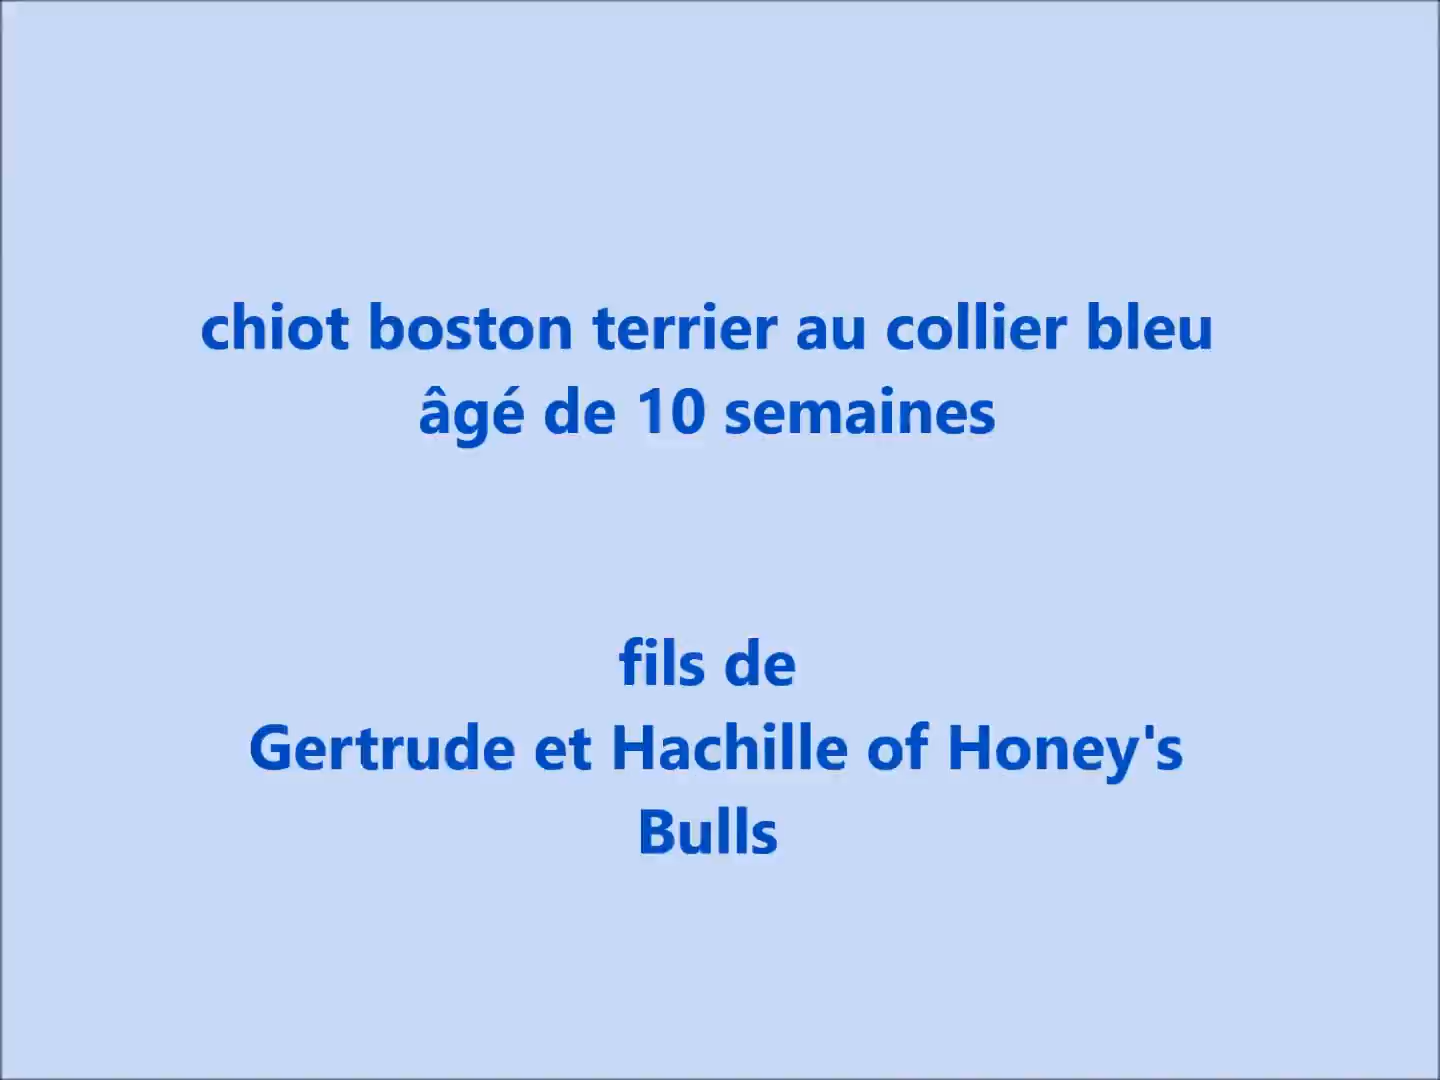 chiot boston terrier au collier bleu
âgé de 10 semaines
fils de
Gertrude et Hachille of Honey's
Bulls